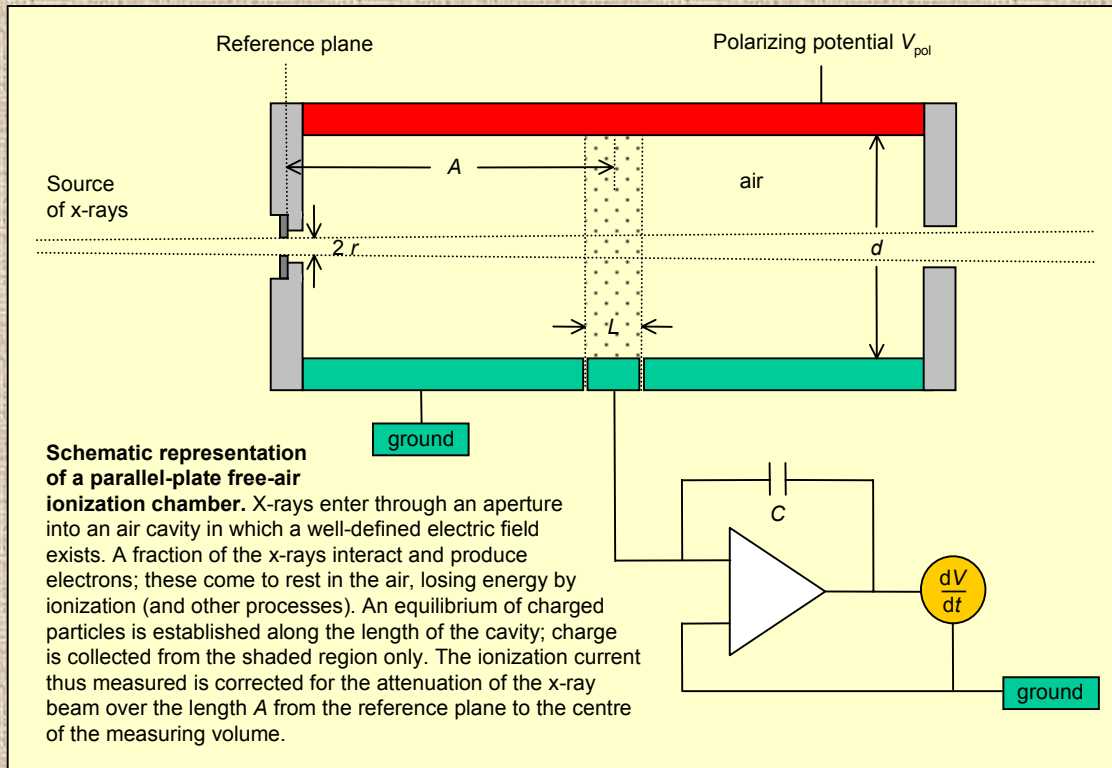 Reference plane
Polarizing potential Vpol
A
Source
of x-rays
air
2 r
d
L
ground
Schematic representation
of a parallel-plate free-air
ionization chamber. X-rays enter through an aperture
into an air cavity in which a well-defined electric field
exists. A fraction of the x-rays interact and produce
electrons; these come to rest in the air, losing energy by
ionization (and other processes). An equilibrium of charged
particles is established along the length of the cavity; charge
is collected from the shaded region only. The ionization current
thus measured is corrected for the attenuation of the x-ray
beam over the length A from the reference plane to the centre
of the measuring volume.
C
dV
dt
ground